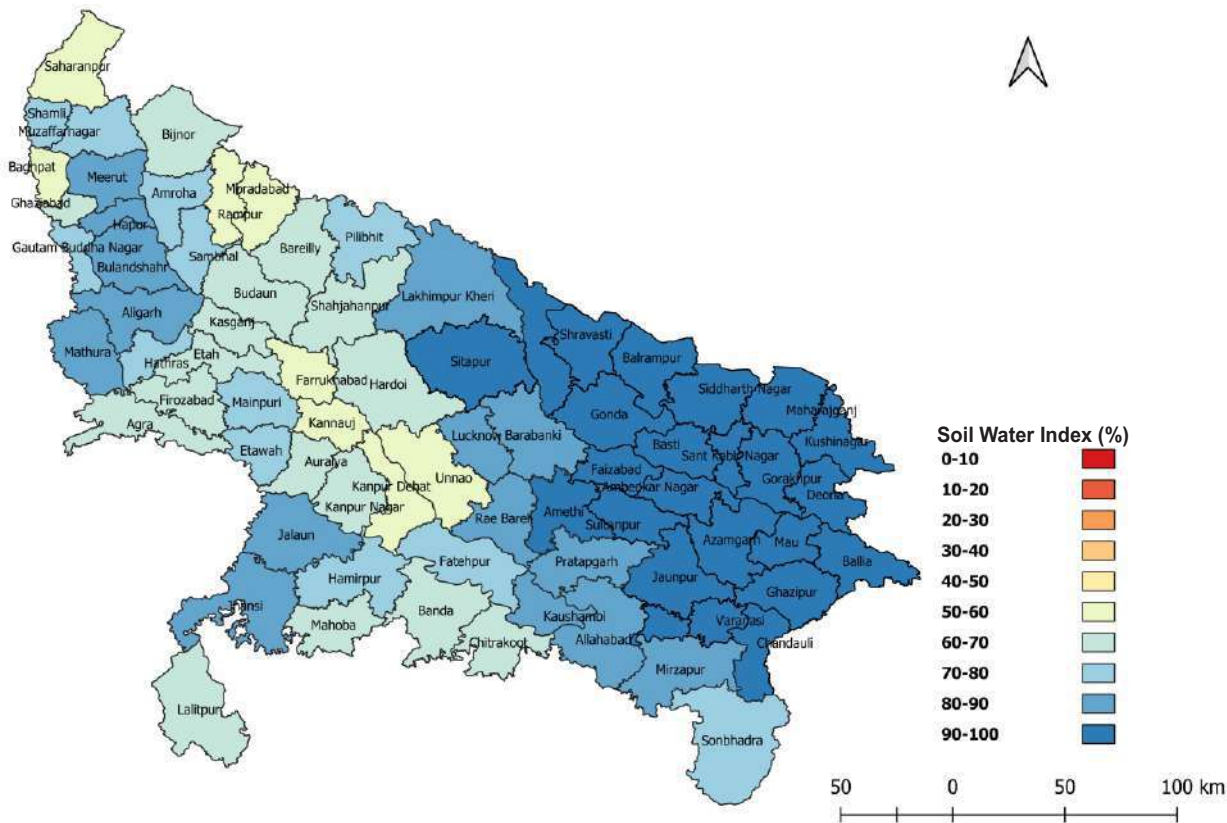 Saharanpur
Shamli
Muzaffarnagar
Bijnor
Baghpat
Meerut
Moradabad
Amroha
Ghaziabad
Rampur
Hapur
Pilibhit
Gautam Buddha Nagar
Sambhal
Bareilly
Bulandshahr
Budaun
Lakhimpur Kheri
Shahjahanpur
Aligarh
Kasganj
Shravasti
Mathura
Etah
Sitapur
Balrampur
Hathras
Farrukhabad
Hardoi
Siddharth Nagar
Firozabad
Mainpuri
Gonda
Maharajganj
Agra
Kannauj
Lucknow
Barabanki
Basti
Kushinagar
Etawah
Sant Kabir Nagar
Auraiya
Faizabad
Gorakhpur
Unnao
Kanpur Dehat
Ambedkar Nagar
Deoria
Kanpur Nagar
Amethi
Rae Bareli
Sultanpur
Jalaun
Azamgarh
Mau
Fatehpur
Pratapgarh
Ballia
Hamirpur
Jaunpur
Ghazipur
Jhansi
Banda
Kaushambi
Varanasi
Mahoba
Chitrakoot
Allahabad
Chandauli
Mirzapur
Lalitpur
Sonbhadra
Soil Water Index (%)
0-10
10-20
20-30
30-40
40-50
50-60
60-70
70-80
80-90
90-100
50 0 50 100 km